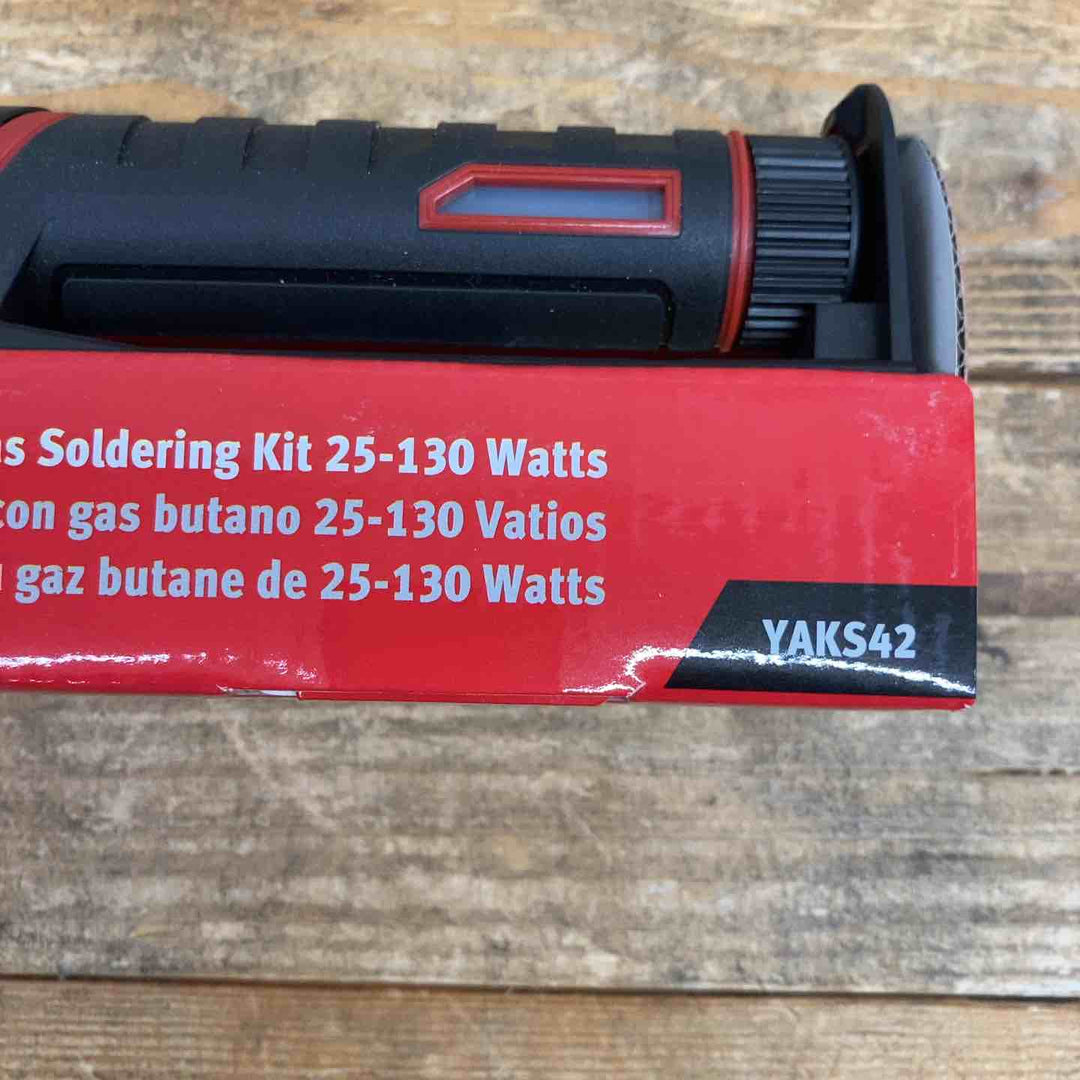 s Soldering Kit 25-130 Watts
con gas butano 25-130 Vatios
gaz butane de 25-130 Watts
YAKS42